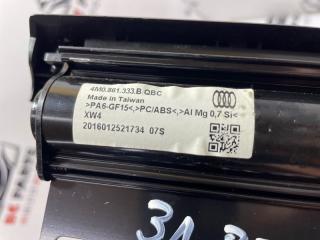 4M0.861.333.B QBC
Made in Taiwan
>PA6-GF15<,>PC/ABS<,>Al Mg 0,7 Si<
XW4
2016012521734 07S